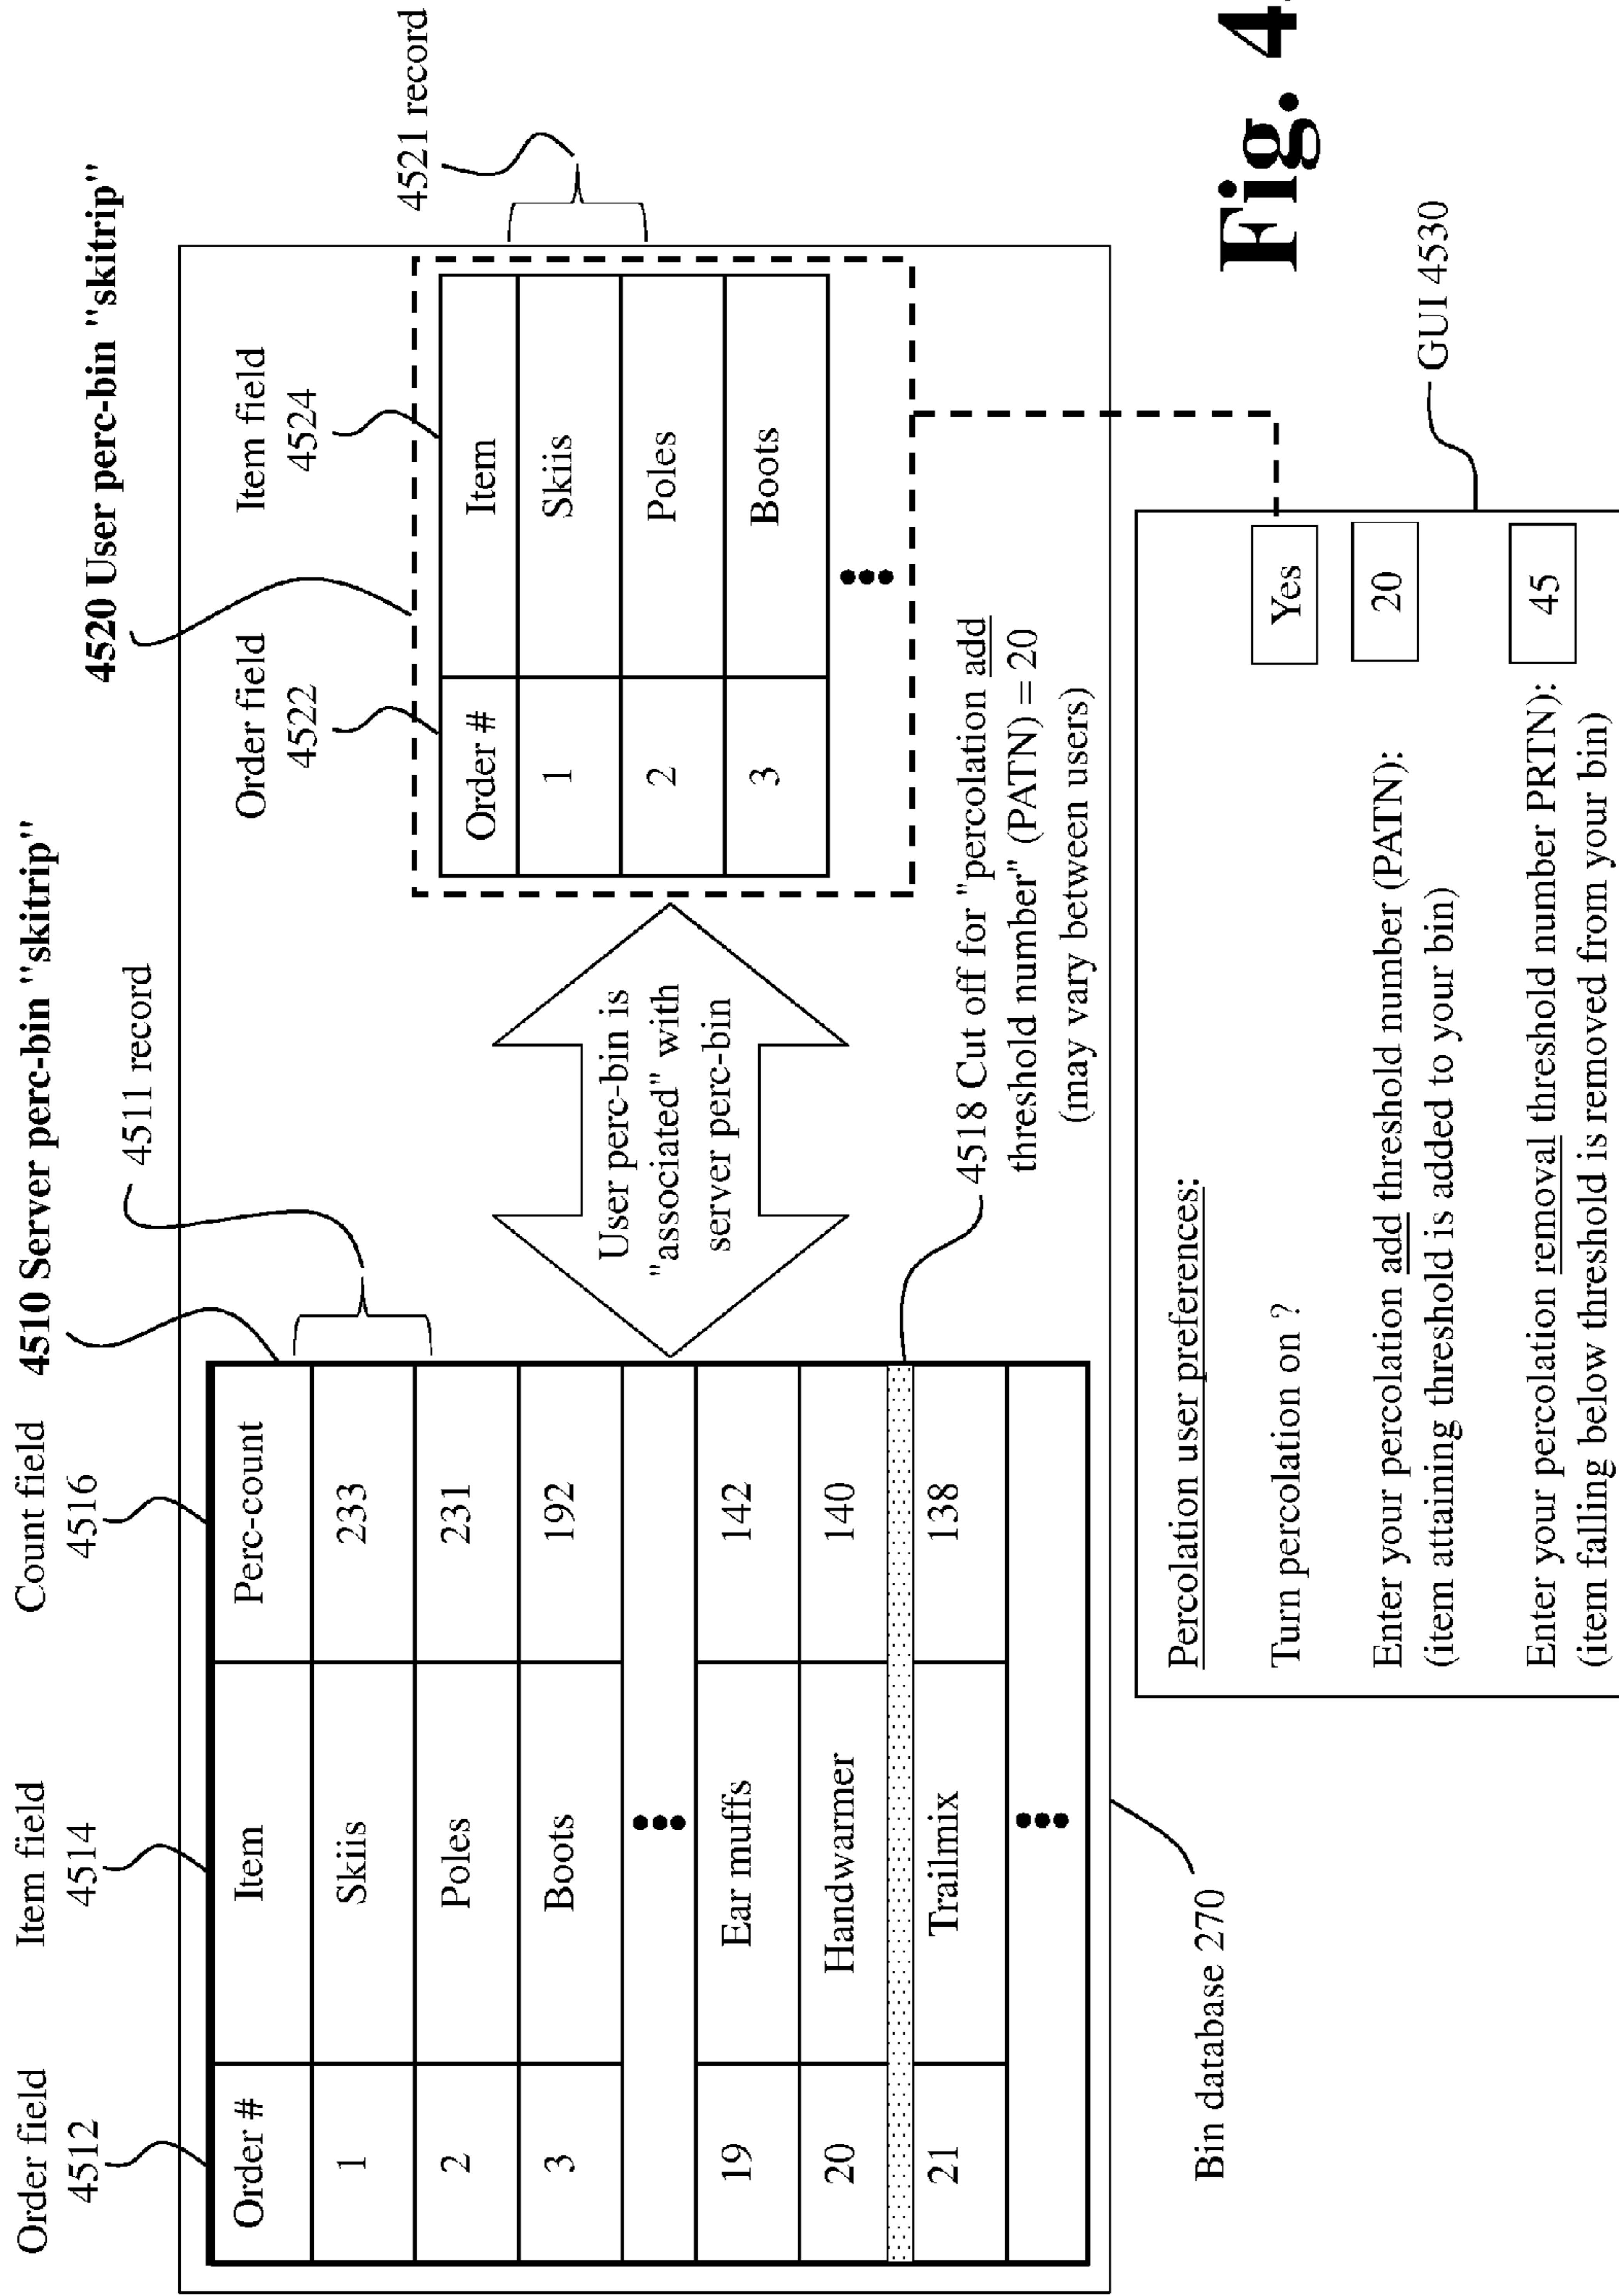 4510 Server perc-bin "skitrip"
4520 User perc-bin "skitrip"
Order field
4512
Item field
4514
Count field
4516
4511 record
Order # Item Perc-count
1 Skiis 233
2 Poles 231
3 Boots 192
19 Ear muffs 142
20 Handwarmer 140
21 Trailmix 138
User perc-bin is
"associated" with
server perc-bin
Order field
4522
Item field
4524
4521 record
Order # Item
1 Skiis
2 Poles
3 Boots
4518 Cut off for "percolation add
threshold number" (PATN) = 20
(may vary between users)
Bin database 270
Percolation user preferences:
Turn percolation on ? Yes
Enter your percolation add threshold number (PATN): 20
(item attaining threshold is added to your bin)
Enter your percolation removal threshold number PRTN): 45
(item falling below threshold is removed from your bin)
GUI 4530
Fig. 4